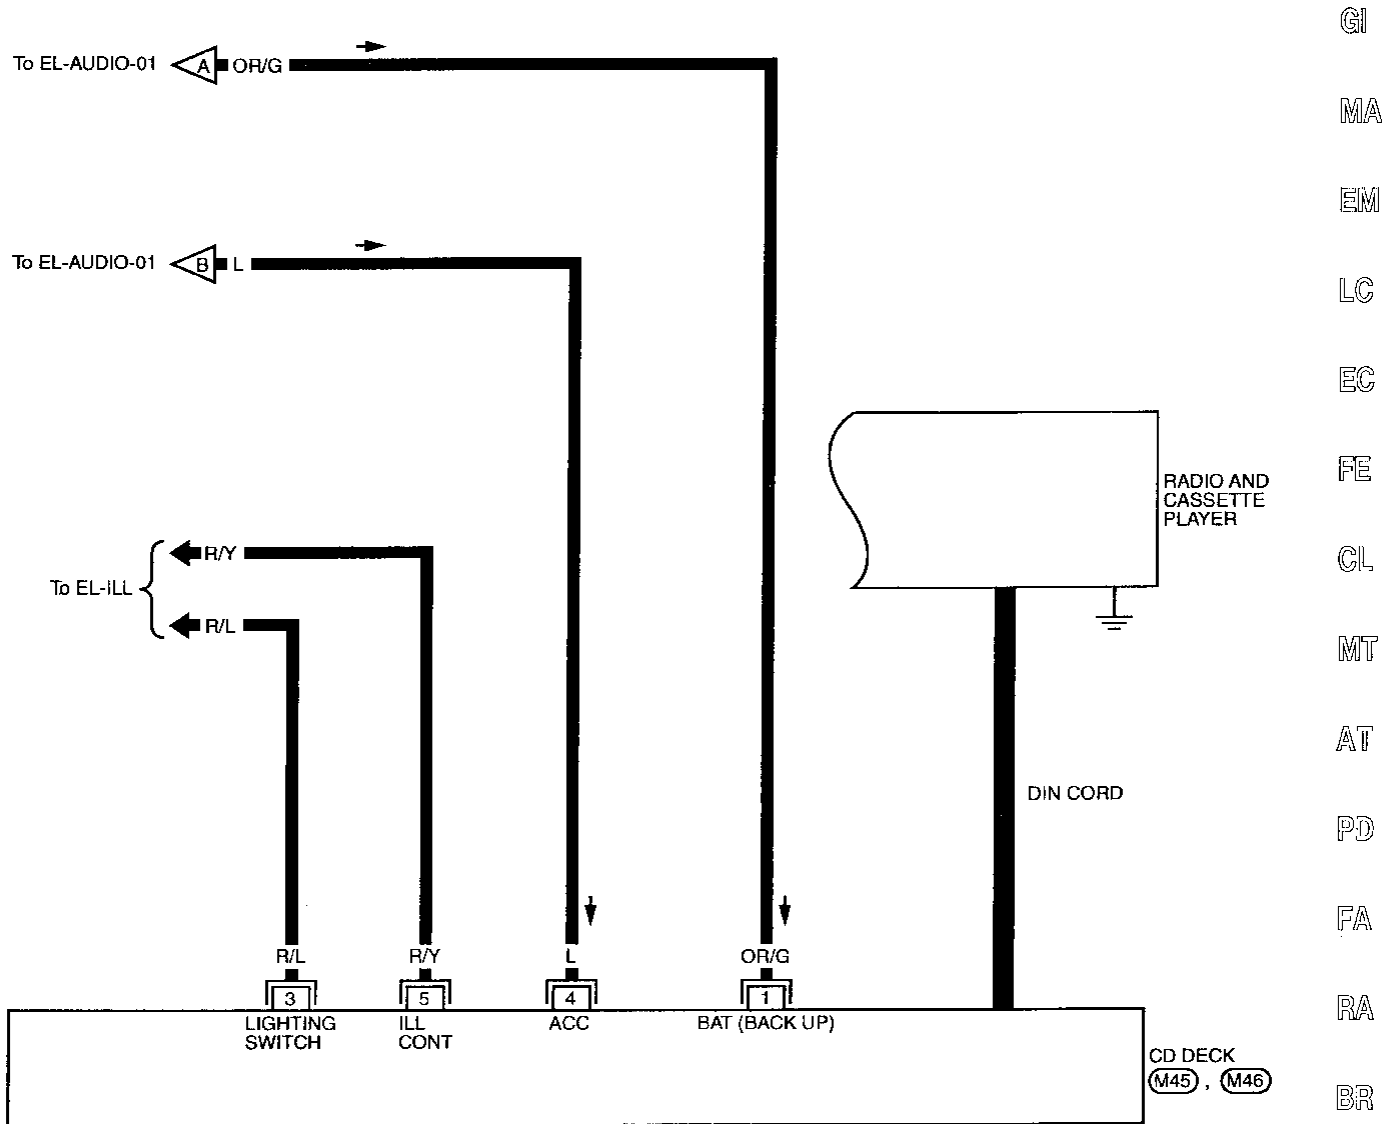 GI
To EL-AUDIO-01 A OR/G
MA
EM
To EL-AUDIO-01 B L
LC
EC
FE
RADIO AND
CASSETTE
PLAYER
R/Y
CL
To EL-ILL
R/L
MT
AT
DIN CORD
PD
FA
R/L R/Y L OR/G
3 5 4 1
RA
LIGHTING
SWITCH
ILL
CONT
ACC
BAT (BACK UP)
CD DECK
M45 , M46
BR